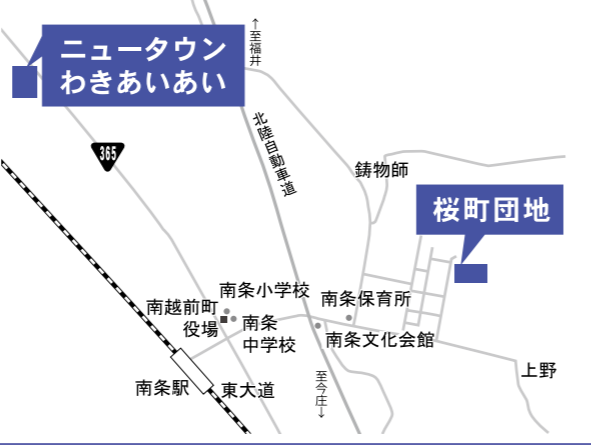 ↑至福井
ニュータウン
わきあいあい
北陸自動車道
365
鋳物師
桜町団地
南条小学校
南条保育所
南越前町
役場
南条
中学校
南条文化会館
上野
至今庄↓
南条駅
東大道